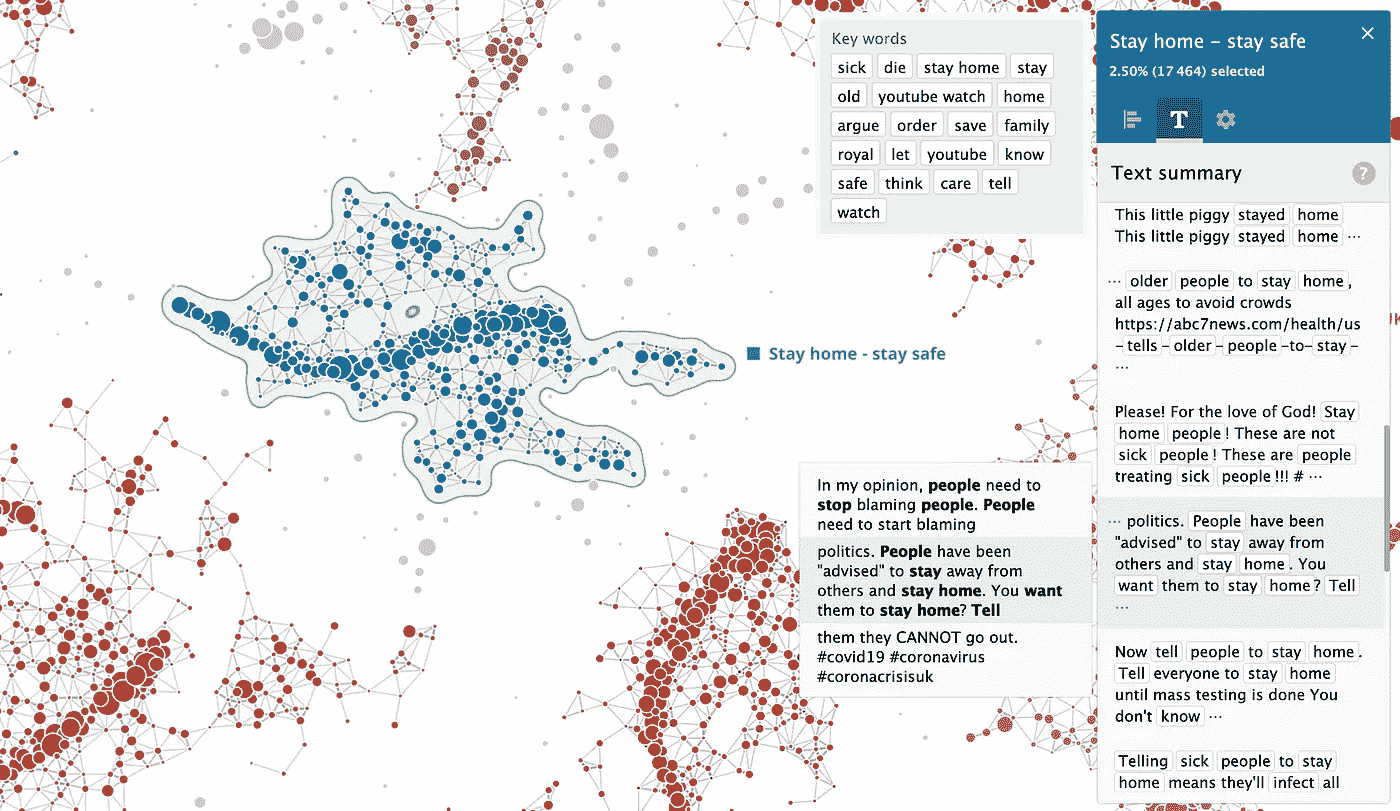 Key words
sick die stay home stay
old youtube watch home
argue order save family
royal let youtube know
safe think care tell
watch
Stay home - stay safe
In my opinion, people need to
stop blaming people. People
need to start blaming
politics. People have been
"advised" to stay away from
others and stay home. You want
them to stay home? Tell
them they CANNOT go out.
#covid19 #coronavirus
#coronacrisisuk
Stay home – stay safe
2.50% (17 464) selected
T
Text summary
?
This little piggy stayed home
This little piggy stayed home ...
... older people to stay home,
all ages to avoid crowds
https://abc7news.com/health/us
-tells-older-people-to-stay-
...
Please! For the love of God! Stay
home people! These are not
sick people! These are people
treating sick people!!! # ...
... politics. People have been
"advised" to stay away from
others and stay home. You
want them to stay home? Tell
...
Now tell people to stay home.
Tell everyone to stay home
until mass testing is done You
don't know ...
Telling sick people to stay
home means they'll infect all